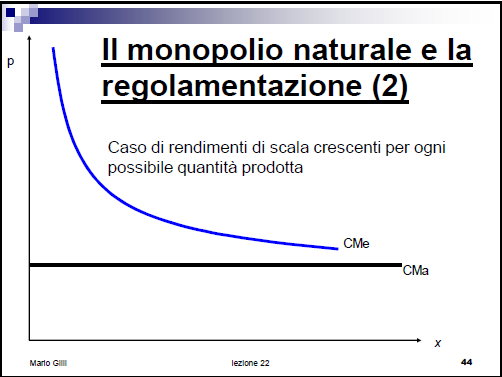 Il monopolio naturale e la
regolamentazione (2)
p
Caso di rendimenti di scala crescenti per ogni
possibile quantità prodotta
CMe
CMa
x
Mario Gilli
lezione 22
44